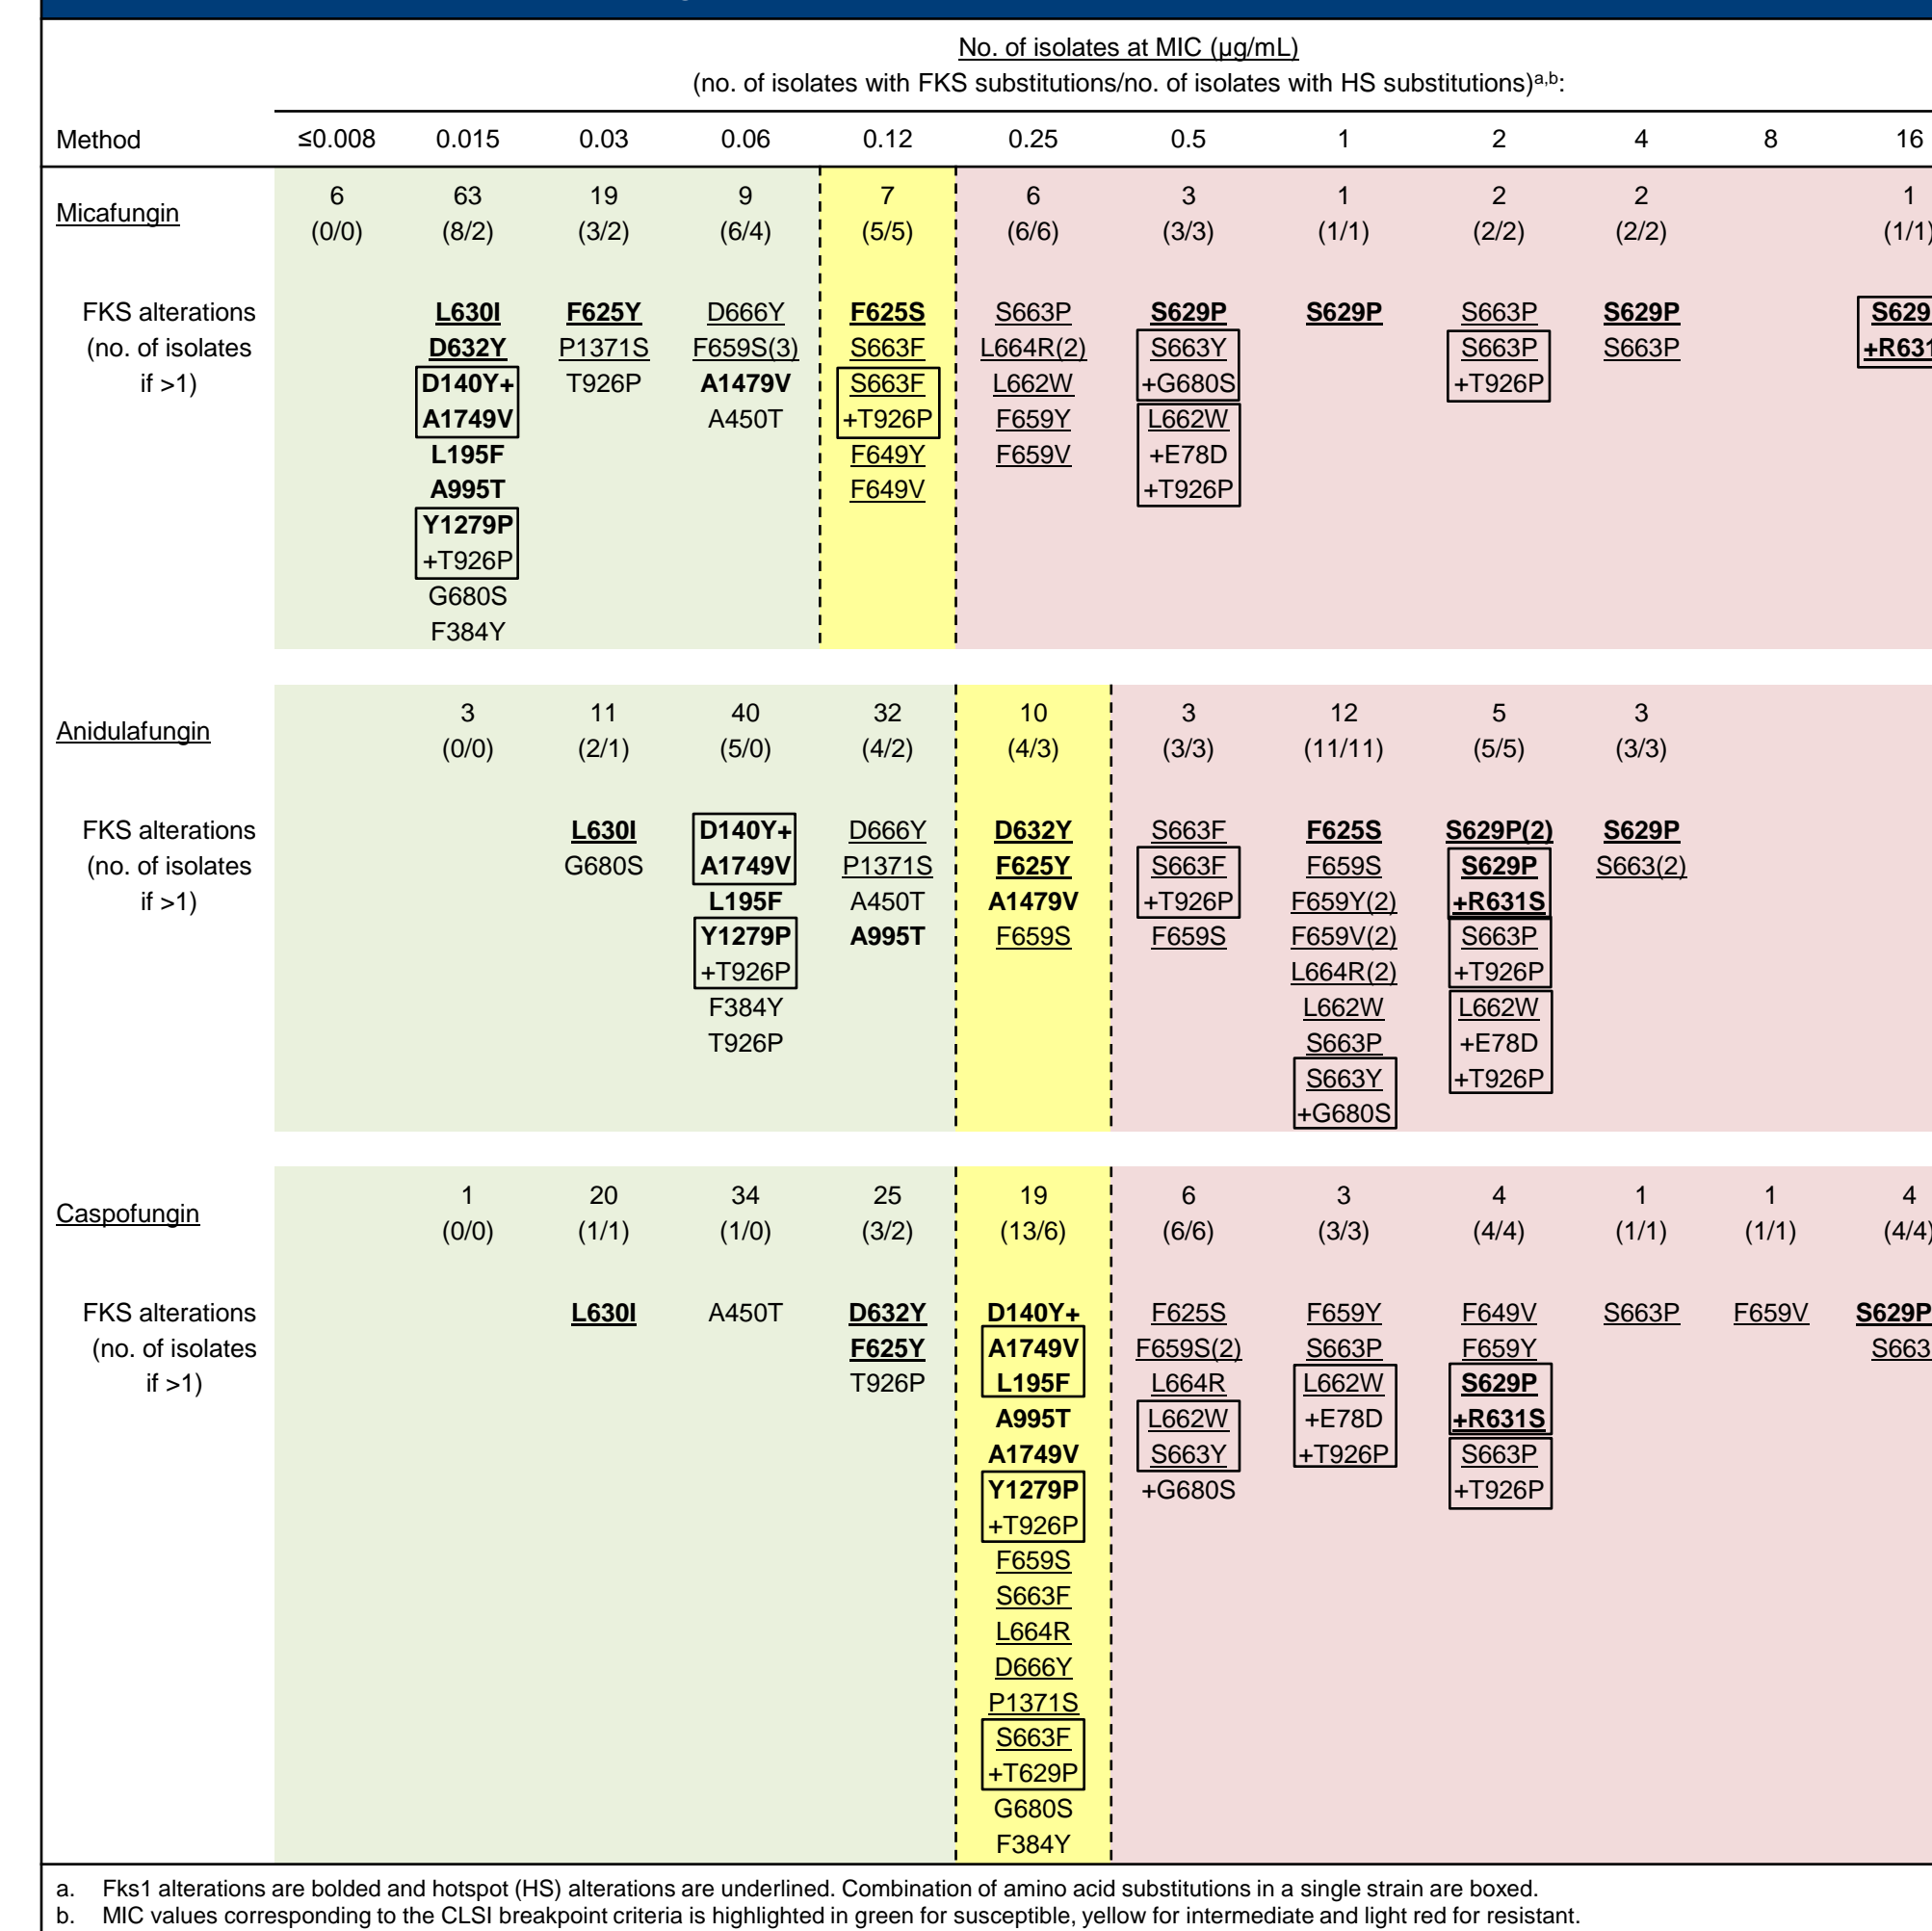 No. of isolates at MIC (µg/mL)
(no. of isolates with FKS substitutions/no. of isolates with HS substitutions)a,b:
Method ≤0.008 0.015 0.03 0.06 0.12 0.25 0.5 1 2 4 8 16
Micafungin 6 63 19 9 7 6 3 1 2 2 1
(0/0) (8/2) (3/2) (6/4) (5/5) (6/6) (3/3) (1/1) (2/2) (2/2) (1/1)
FKS alterations L630I F625Y D666Y F625S S663P S629P S629P S663P S629P S629
(no. of isolates D632Y P1371S F659S(3) S663F L664R(2) S663Y S663P S663P +R631
if >1) D140Y+ T926P A1479V S663F L662W +G680S +T926P
A1749V A450T +T926P F659Y L662W
L195F F649Y F659V +E78D
A995T F649V +T926P
Y1279P
+T926P
G680S
F384Y
Anidulafungin 3 11 40 32 10 3 12 5 3
(0/0) (2/1) (5/0) (4/2) (4/3) (3/3) (11/11) (5/5) (3/3)
FKS alterations L630I D140Y+ D666Y D632Y S663F F625S S629P(2) S629P
(no. of isolates G680S A1749V P1371S F625Y S663F F659S S629P S663(2)
if >1) L195F A450T A1479V +T926P F659Y(2) +R631S
Y1279P A995T F659S F659S F659V(2) S663P
+T926P L664R(2) +T926P
F384Y L662W L662W
T926P S663P +E78D
S663Y +T926P
+G680S
Caspofungin 1 20 34 25 19 6 3 4 1 1 4
(0/0) (1/1) (1/0) (3/2) (13/6) (6/6) (3/3) (4/4) (1/1) (1/1) (4/4)
FKS alterations L630I A450T D632Y D140Y+ F625S F659Y F649V S663P F659V S629P
(no. of isolates F625Y A1749V F659S(2) S663P F659Y S663
if >1) T926P L195F L664R L662W S629P
A995T L662W +E78D +R631S
A1749V S663Y +T926P S663P
Y1279P +G680S +T926P
+T926P
F659S
S663F
L664R
D666Y
P1371S
S663F
+T629P
G680S
F384Y
a. Fks1 alterations are bolded and hotspot (HS) alterations are underlined. Combination of amino acid substitutions in a single strain are boxed.
b. MIC values corresponding to the CLSI breakpoint criteria is highlighted in green for susceptible, yellow for intermediate and light red for resistant.